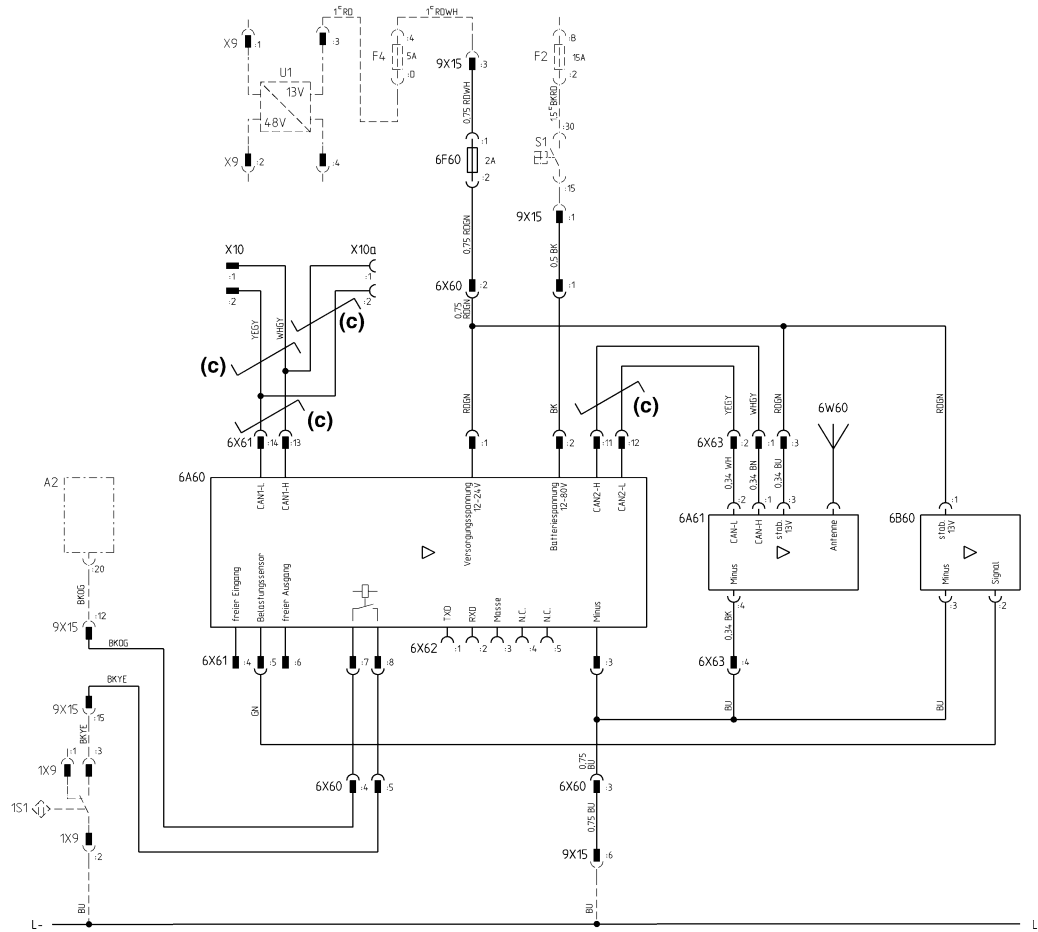 1° RD
1° RDWH
X9 :1
:3
F4 :4
5A
:D
9X15 :3
F2 :8
15A
:2
U1
13V
48V
0,75 RDWH
1,5° BKRD
:30
X9 :2
:4
:1
6F60 2A
:2
S1
:15
9X15 :1
0,75 RDGN
0,5 BK
X10
X10a
:1
:1
:2
:2
6X60 :2
:1
0,75 RDGN
YEGY
WHGY
(c)
(c)
(c)
(c)
RDGN
BK
YEGY
WHGY
RDGN
6W60
RDGN
6X61 :14 :13
:1
:2 :11 :12
6X63 :2 :1 :3
0,34 WH
0,34 BN
0,34 BU
A2
6A60
CAN1-L
CAN1-H
Versorgungsspannung 12-24V
Batteriespannung 12-80V
CAN2-H
CAN2-L
:2 :1 :3
:1
6A61
CAN-L
CAN-H
stab. 13V
Antenne
Minus
6B60
stab. 13V
Minus
Signal
:20
BKOG
freier Eingang
Belastungssensor
freier Ausgang
TXD
RXD
Masse
N.C.
N.C.
Minus
:4
:3 :2
:12
9X15
BKOG
0,34 BK
6X62 :1 :2 :3 :4 :5
6X61 :4 :5 :6 :7 :8 :3
6X63 :4
BKYE
9X15
:15
GN
BU
BU
BKYE
:1 :3
1X9
0,75 BU
6X60 :4 :5
6X60 :3
1S1
0,75 BU
1X9
:2
9X15 :6
BU
BU
L-
L